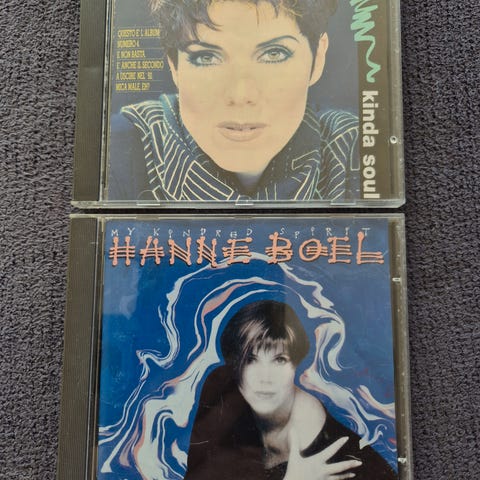 QUESTO E L'ALBUM
NUMERO 4.
E NON BASTA
E' ANCHE IL SECONDO
A USCIRE NEL '90.
MICA MALE, EH?
kinda soul
MY KINDRED SPIRIT
HANNE BOEL